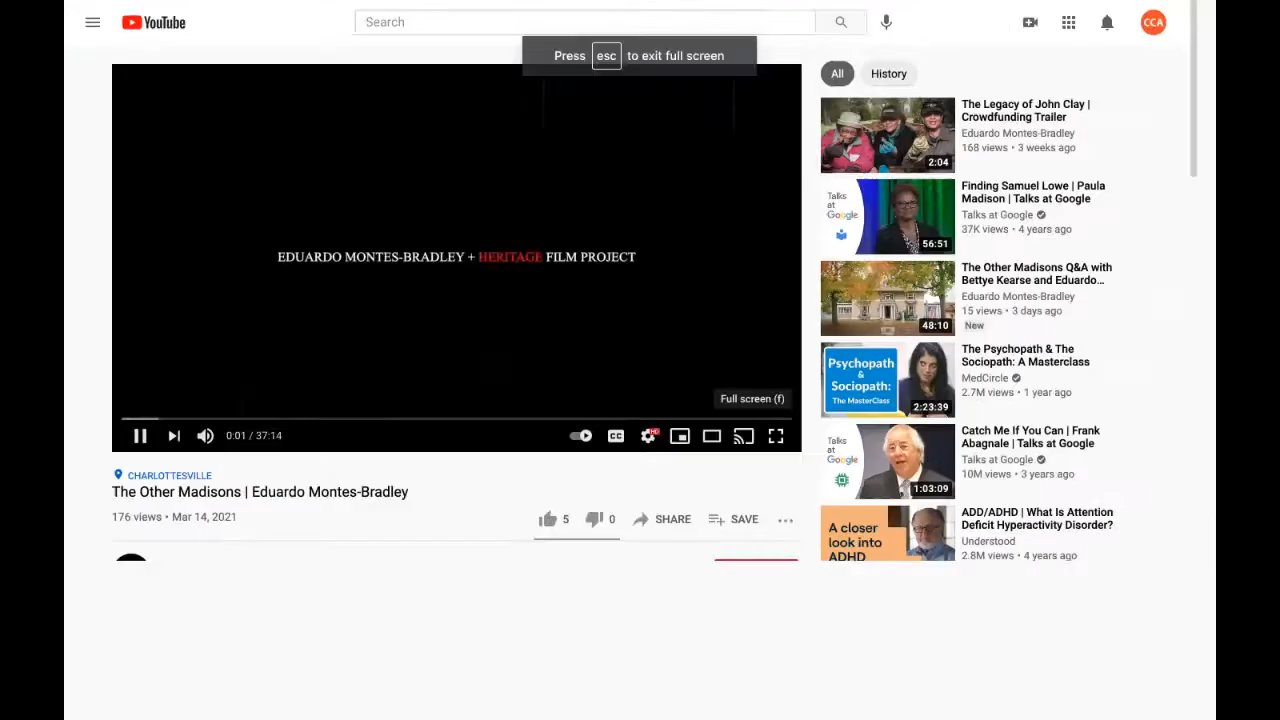 YouTube
Search
CCA
Press esc to exit full screen
EDUARDO MONTES-BRADLEY + HERITAGE FILM PROJECT
Full screen (f)
0:01 / 37:14
CC
HD
CHARLOTTESVILLE
The Other Madisons | Eduardo Montes-Bradley
176 views • Mar 14, 2021
5
0
SHARE
SAVE
All
History
2:04
The Legacy of John Clay |
Crowdfunding Trailer
Eduardo Montes-Bradley
168 views • 3 weeks ago
Talks
at
Google
56:51
Finding Samuel Lowe | Paula
Madison | Talks at Google
Talks at Google
37K views • 4 years ago
48:10
The Other Madisons Q&A with
Bettye Kearse and Eduardo...
Eduardo Montes-Bradley
15 views • 3 days ago
New
Psychopath
&
Sociopath:
The MasterClass
2:23:39
The Psychopath & The
Sociopath: A Masterclass
MedCircle
2.7M views • 1 year ago
Talks
at
Google
1:03:09
Catch Me If You Can | Frank
Abagnale | Talks at Google
Talks at Google
10M views • 3 years ago
A closer
look into
ADHD
ADD/ADHD | What Is Attention
Deficit Hyperactivity Disorder?
Understood
2.8M views • 4 years ago